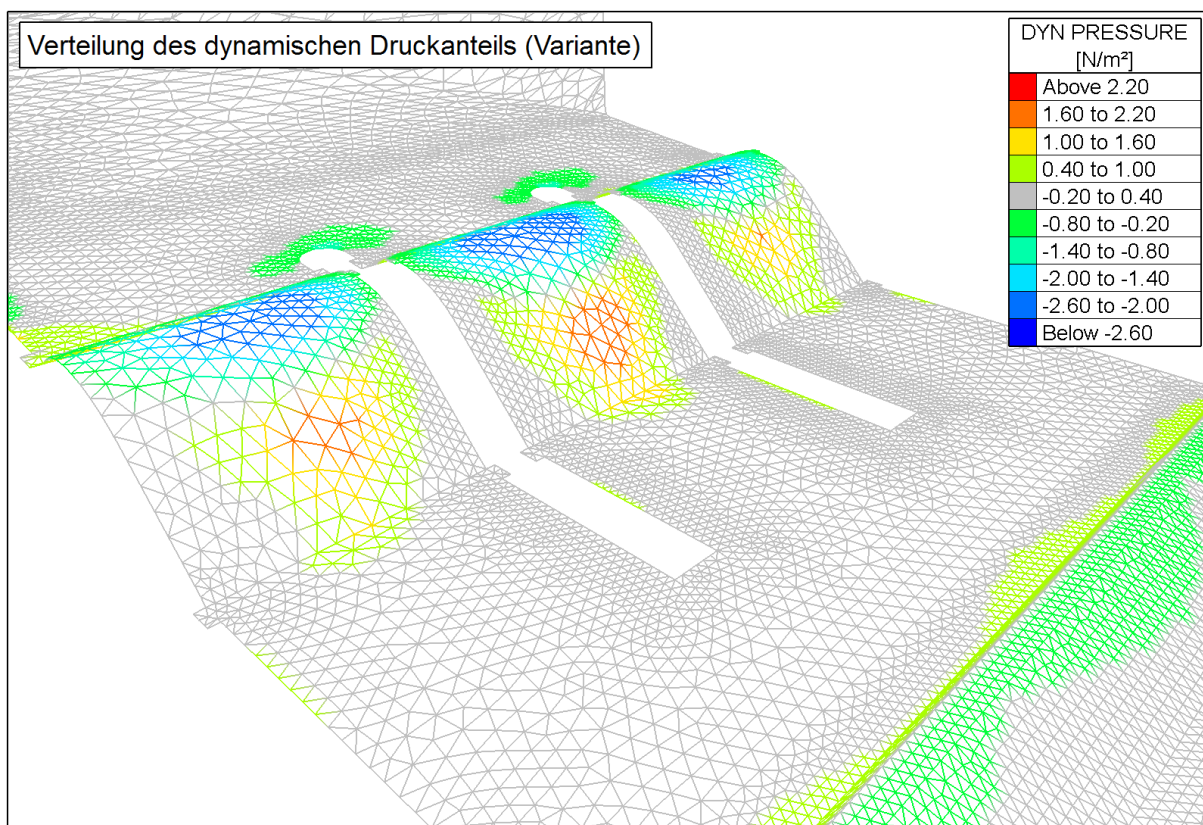 Verteilung des dynamischen Druckanteils (Variante)
DYN PRESSURE
[N/m²]
Above 2.20
1.60 to 2.20
1.00 to 1.60
0.40 to 1.00
-0.20 to 0.40
-0.80 to -0.20
-1.40 to -0.80
-2.00 to -1.40
-2.60 to -2.00
Below -2.60